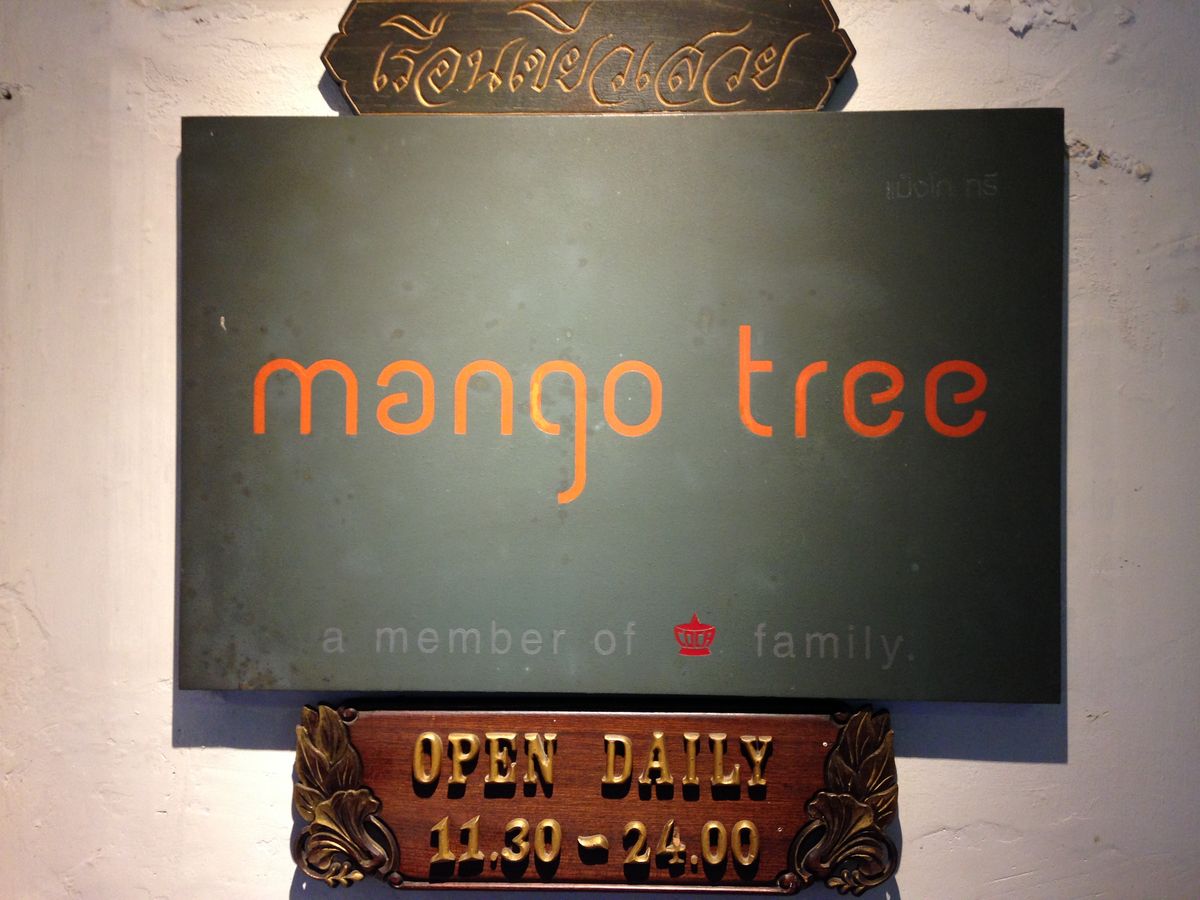 เรือนเขียวเสวย
แม็งโก ทรี
mango tree
a member of COCA family.
OPEN DAILY
11.30 - 24.00